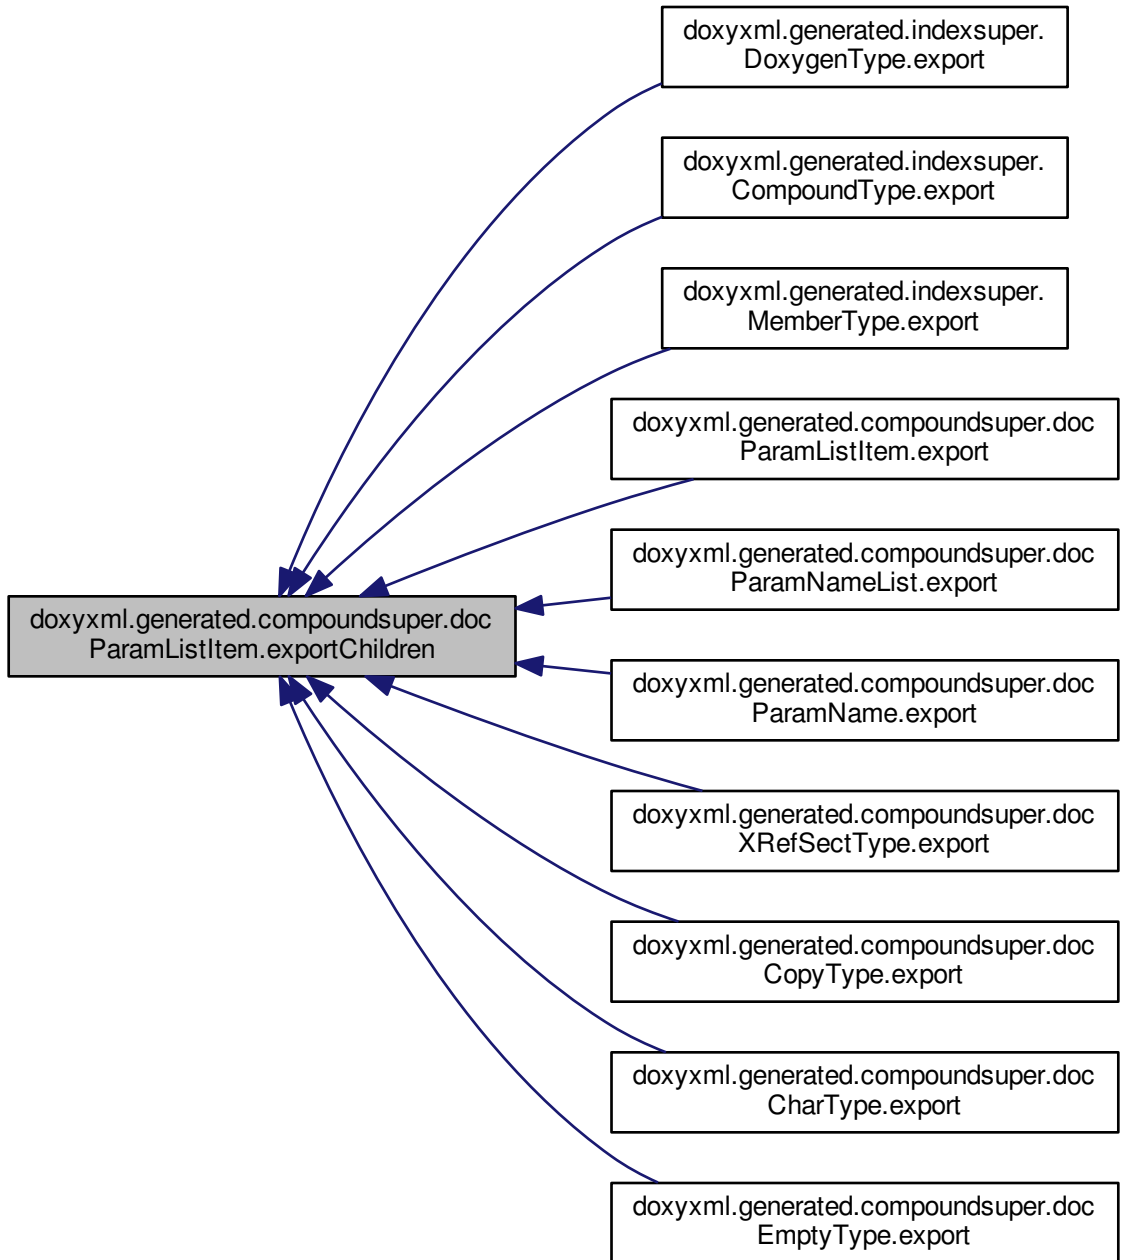 doxyxml.generated.indexsuper.
DoxygenType.export
doxyxml.generated.indexsuper.
CompoundType.export
doxyxml.generated.indexsuper.
MemberType.export
doxyxml.generated.compoundsuper.doc
ParamListItem.export
doxyxml.generated.compoundsuper.doc
ParamNameList.export
doxyxml.generated.compoundsuper.doc
ParamListItem.exportChildren
doxyxml.generated.compoundsuper.doc
ParamName.export
doxyxml.generated.compoundsuper.doc
XRefSectType.export
doxyxml.generated.compoundsuper.doc
CopyType.export
doxyxml.generated.compoundsuper.doc
CharType.export
doxyxml.generated.compoundsuper.doc
EmptyType.export